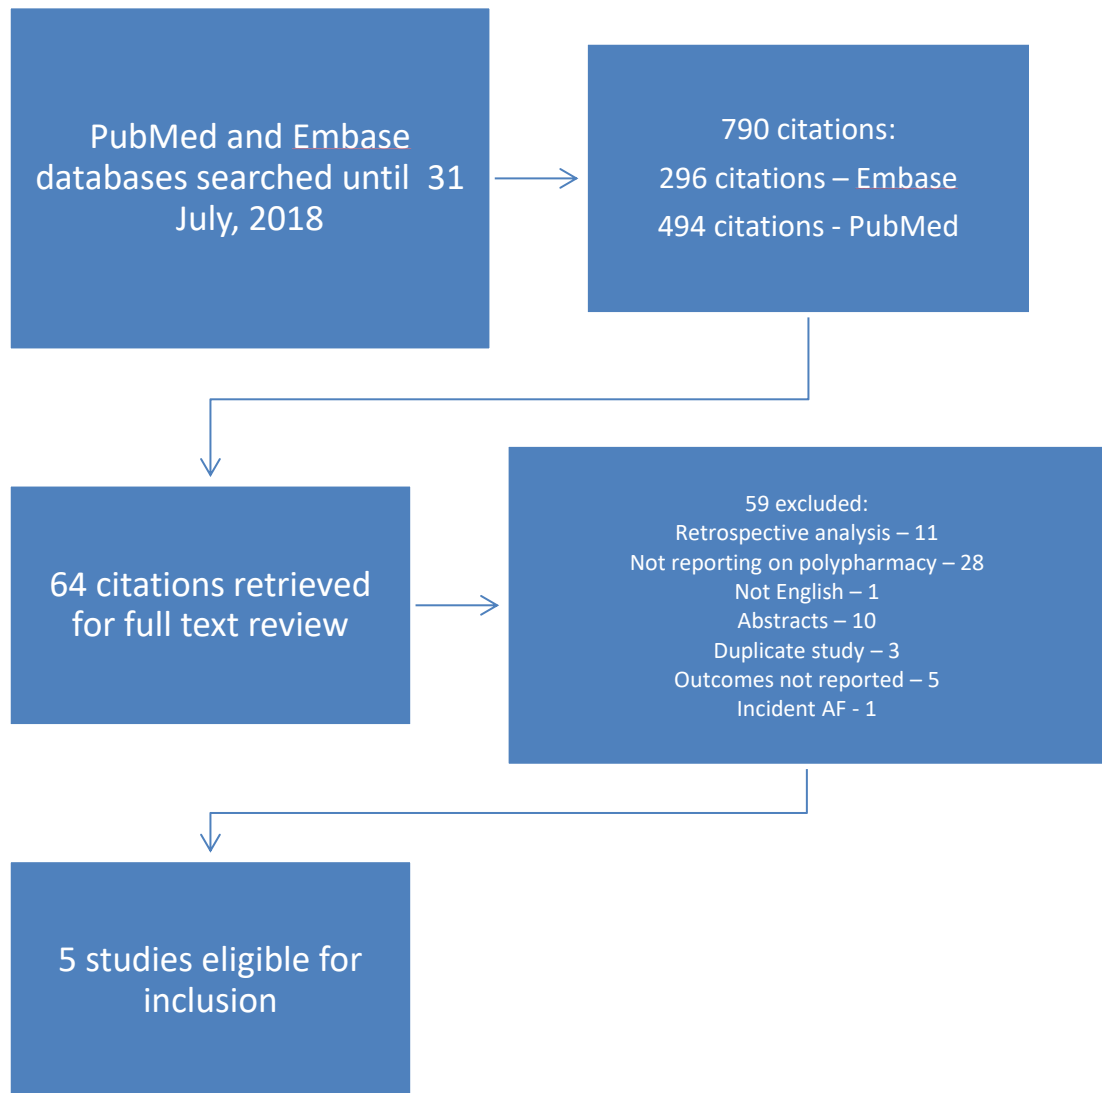 PubMed and Embase
databases searched until  31
July, 2018
790 citations:
296 citations – Embase
494 citations - PubMed
64 citations retrieved
for full text review
59 excluded:
Retrospective analysis – 11
Not reporting on polypharmacy – 28
Not English – 1
Abstracts – 10
Duplicate study – 3
Outcomes not reported – 5
Incident AF - 1
5 studies eligible for
inclusion